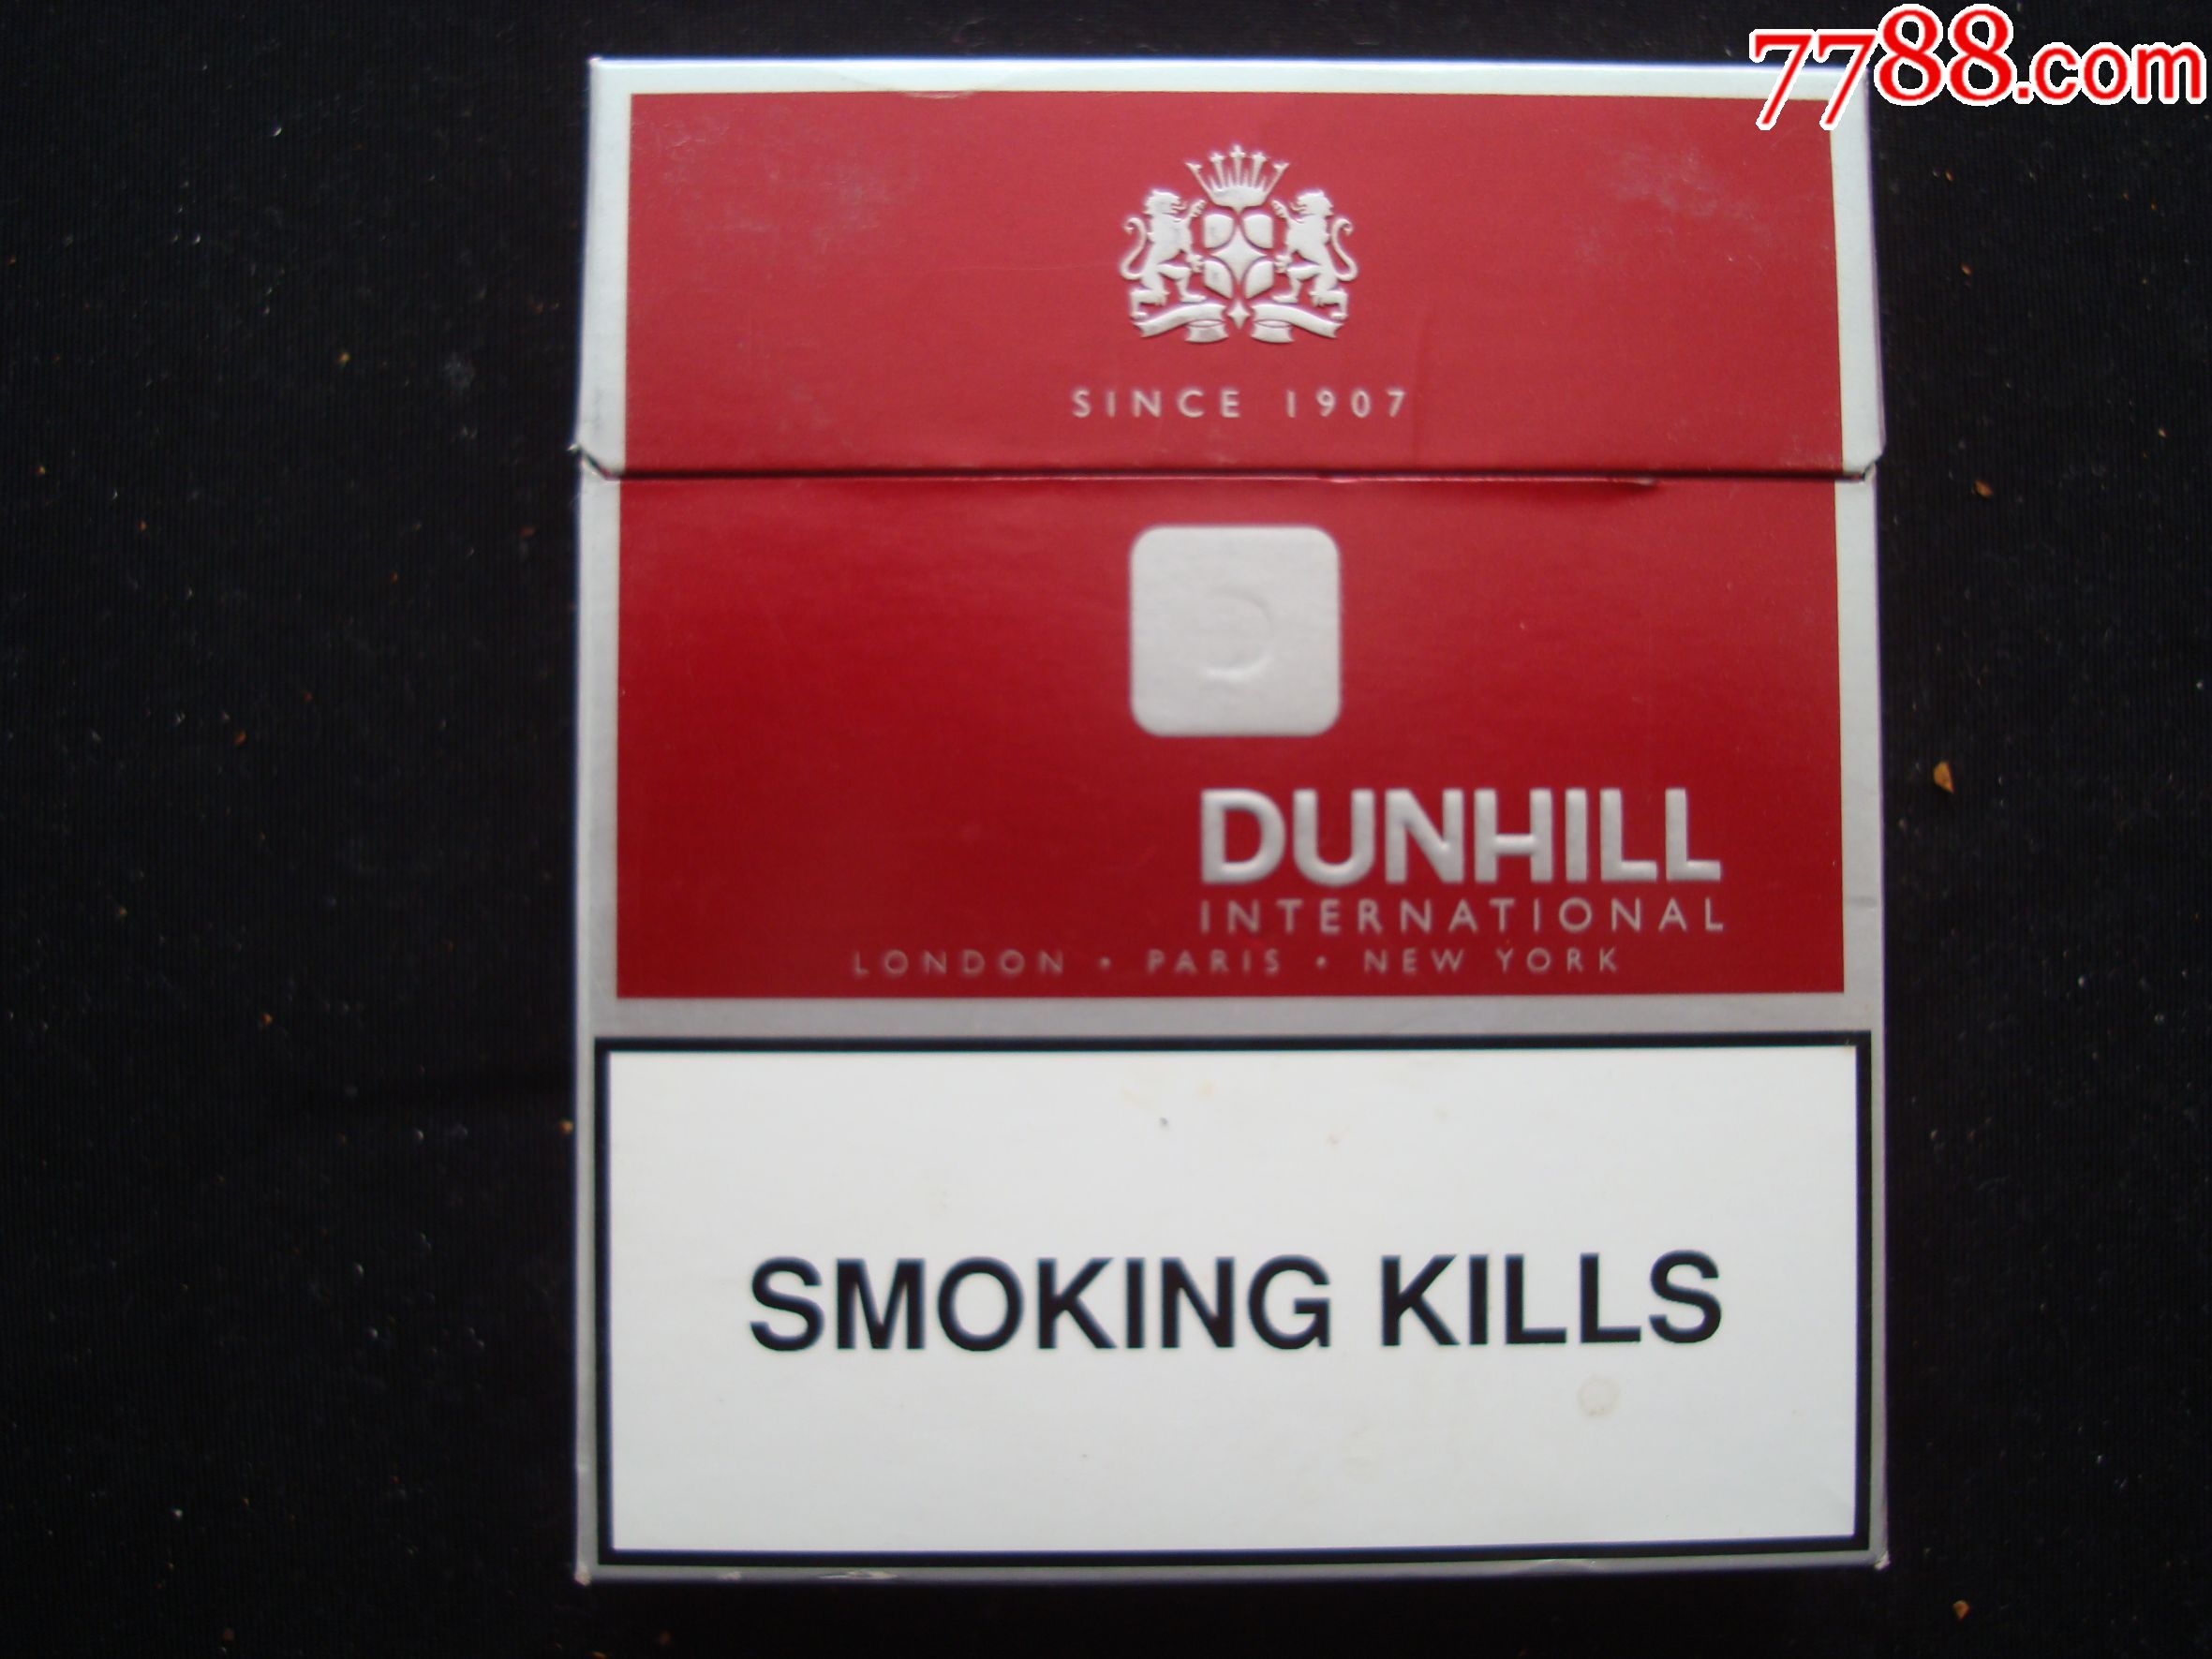 7788.com
SINCE 1907
D
DUNHILL
INTERNATIONAL
LONDON • PARIS • NEW YORK
SMOKING KILLS